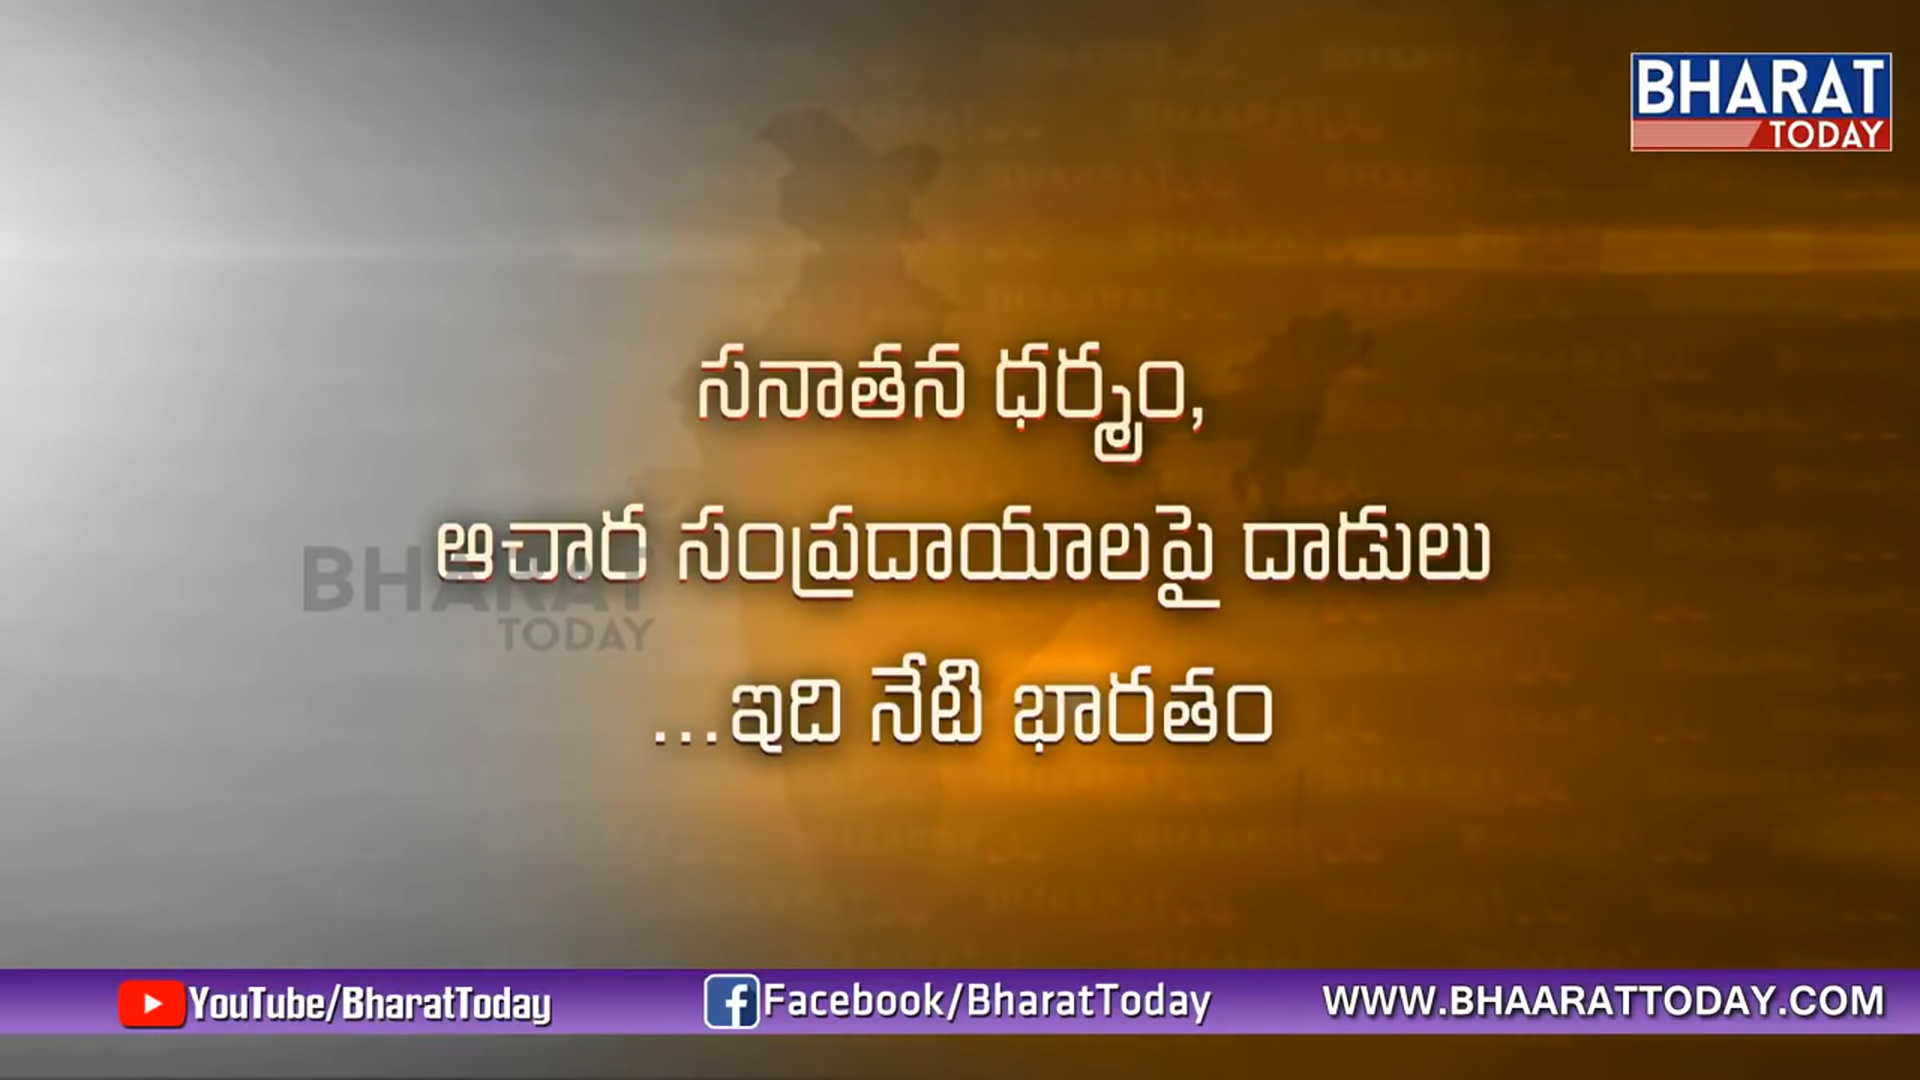 BHARAT
TODAY
సనాతన ధర్మం,
ఆచార సంప్రదాయాలపై దాడులు
...ఇది నేటి భారతం
BHARAT
TODAY
YouTube/BharatToday
Facebook/BharatToday
WWW.BHAARATTODAY.COM